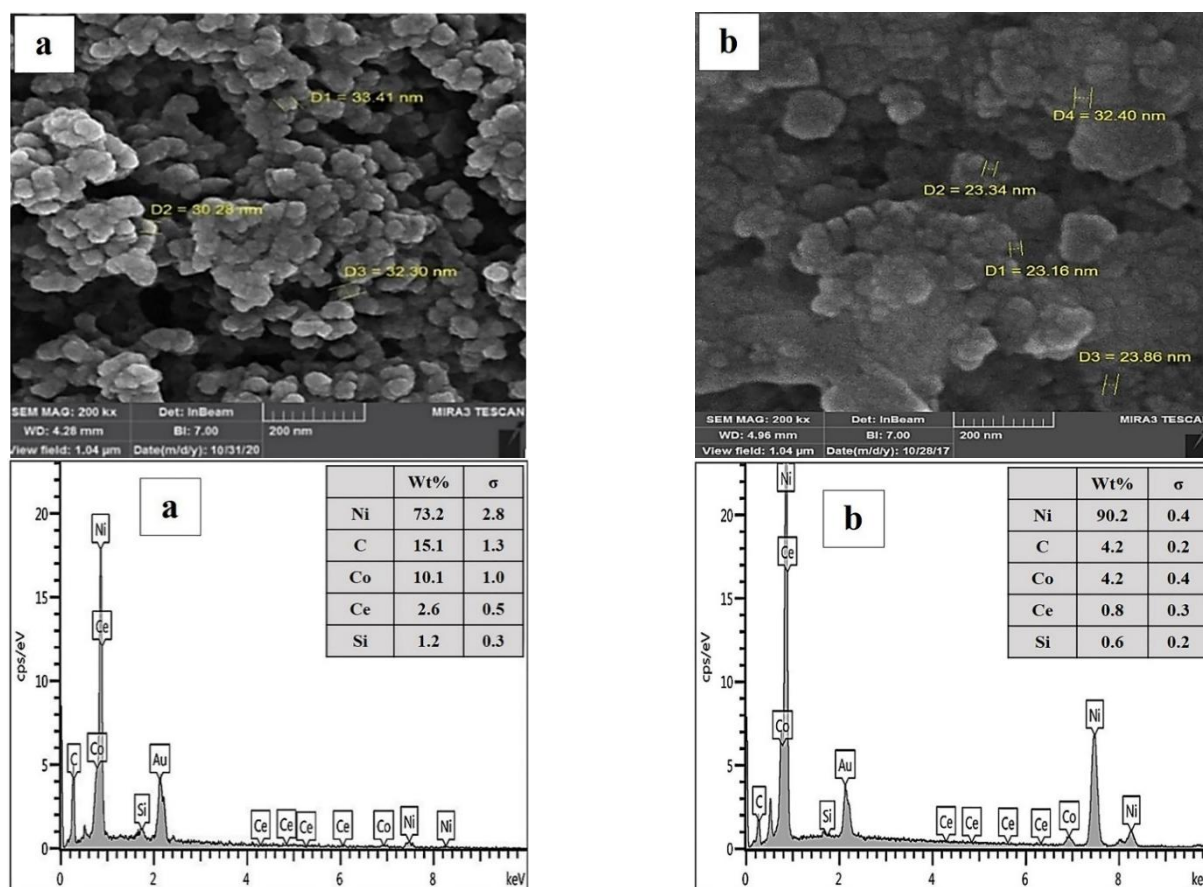 a
D1 = 33.41 nm
D2 = 30.28 nm
D3 = 32.30 nm
SEM MAG: 200 kx Det: InBeam MIRA3 TESCAN
WD: 4.28 mm BI: 7.00 200 nm
View field: 1.04 µm Date(m/d/y): 10/31/20
b
D4 = 32.40 nm
D2 = 23.34 nm
D1 = 23.16 nm
D3 = 23.86 nm
SEM MAG: 200 kx Det: InBeam MIRA3 TESCAN
WD: 4.96 mm BI: 7.00 200 nm
View field: 1.04 µm Date(m/d/y): 10/28/17
a
Wt% σ
Ni 73.2 2.8
C 15.1 1.3
Co 10.1 1.0
Ce 2.6 0.5
Si 1.2 0.3
cps/eV
20
15
10
5
0
Ni
Ce
C
Co
Si
Au
Ce Ce Ce Ce Co Ni Ni
0 2 4 6 8 keV
b
Wt% σ
Ni 90.2 0.4
C 4.2 0.2
Co 4.2 0.4
Ce 0.8 0.3
Si 0.6 0.2
cps/eV
20
15
10
5
0
Ni
Ce
Co
C
Si
Au
Ce Ce Ce Ce Co Ni Ni
0 2 4 6 8 keV